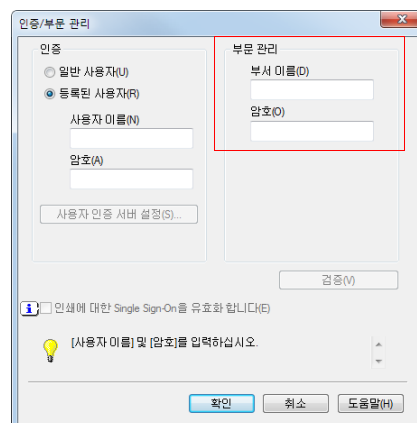 인증/부문 관리
인증
일반 사용자(U)
등록된 사용자(R)
사용자 이름(N)
암호(A)
사용자 인증 서버 설정(S)...
부문 관리
부서 이름(D)
암호(O)
검증(V)
인쇄에 대한 Single Sign-On을 유효화 합니다(E)
[사용자 이름] 및 [암호]를 입력하십시오.
확인
취소
도움말(H)